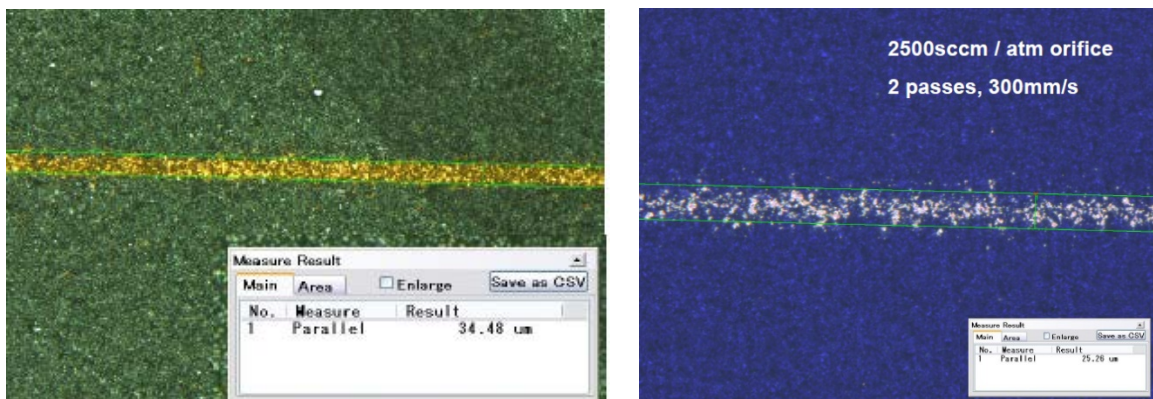 Measure Result
Main Area Enlarge Save as CSV
No. Measure Result
1 Parallel 34.48 um
2500sccm / atm orifice
2 passes, 300mm/s
Measure Result
Main Area Enlarge Save as CSV
No. Measure Result
1 Parallel 25.26 um